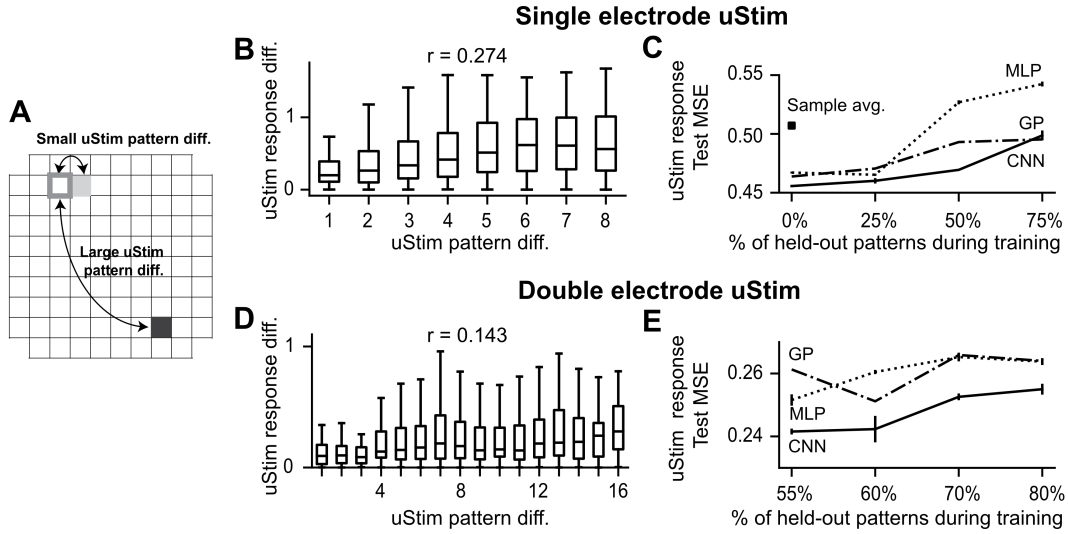 Single electrode uStim
A
Small uStim pattern diff.
Large uStim
pattern diff.
B
uStim response diff.
r = 0.274
1
0
1 2 3 4 5 6 7 8
uStim pattern diff.
C
uStim response
Test MSE
0.55
0.50
0.45
Sample avg.
MLP
GP
CNN
0% 25% 50% 75%
% of held-out patterns during training
Double electrode uStim
D
uStim response diff.
r = 0.143
1
0
4 8 12 16
uStim pattern diff.
E
uStim response
Test MSE
0.26
0.24
GP
MLP
CNN
55% 60% 70% 80%
% of held-out patterns during training